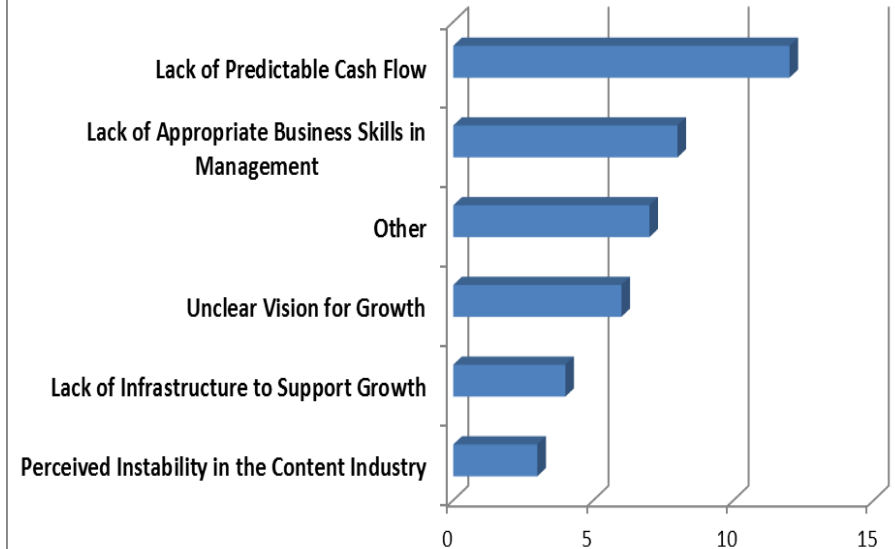 Lack of Predictable Cash Flow
Lack of Appropriate Business Skills in
Management
Other
Unclear Vision for Growth
Lack of Infrastructure to Support Growth
Perceived Instability in the Content Industry
0 5 10 15